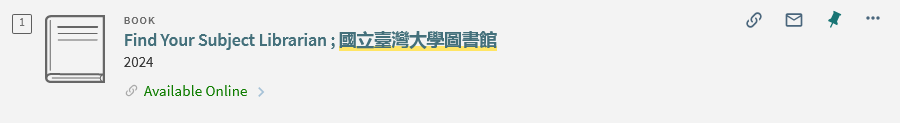 1
BOOK
Find Your Subject Librarian ; 國立臺灣大學圖書館
2024
Available Online